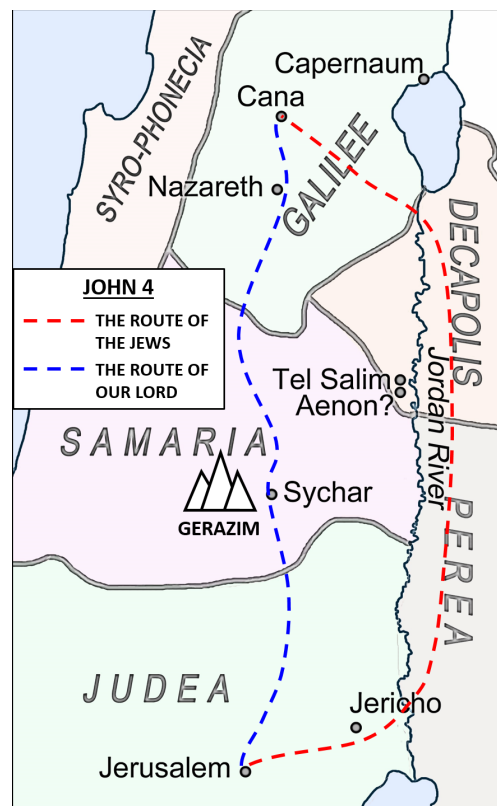 Capernaum
Cana
SYRO-PHONECIA
GALILEE
Nazareth
DECAPOLIS
JOHN 4
THE ROUTE OF
THE JEWS
THE ROUTE OF
OUR LORD
Tel Salim
Aenon?
Jordan River
SAMARIA
Sychar
GERAZIM
PEREA
JUDEA
Jericho
Jerusalem